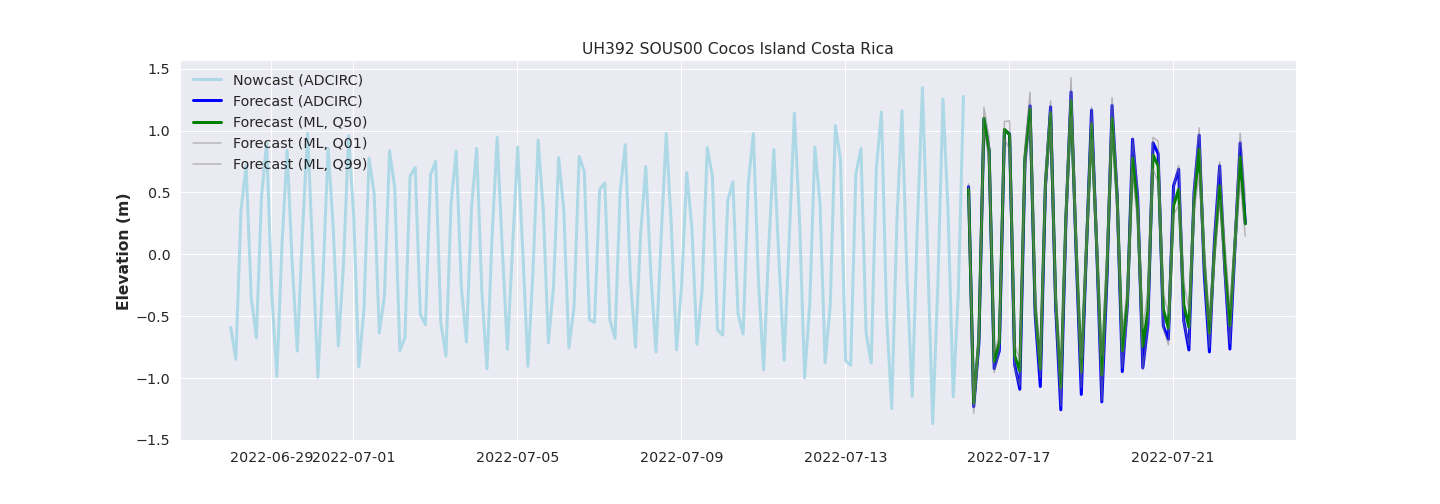 UH392 SOUS00 Cocos Island Costa Rica
1.5
1.0
0.5
0.0
−0.5
−1.0
−1.5
Elevation (m)
Nowcast (ADCIRC)
Forecast (ADCIRC)
Forecast (ML, Q50)
Forecast (ML, Q01)
Forecast (ML, Q99)
2022-06-29 2022-07-01 2022-07-05 2022-07-09 2022-07-13 2022-07-17 2022-07-21